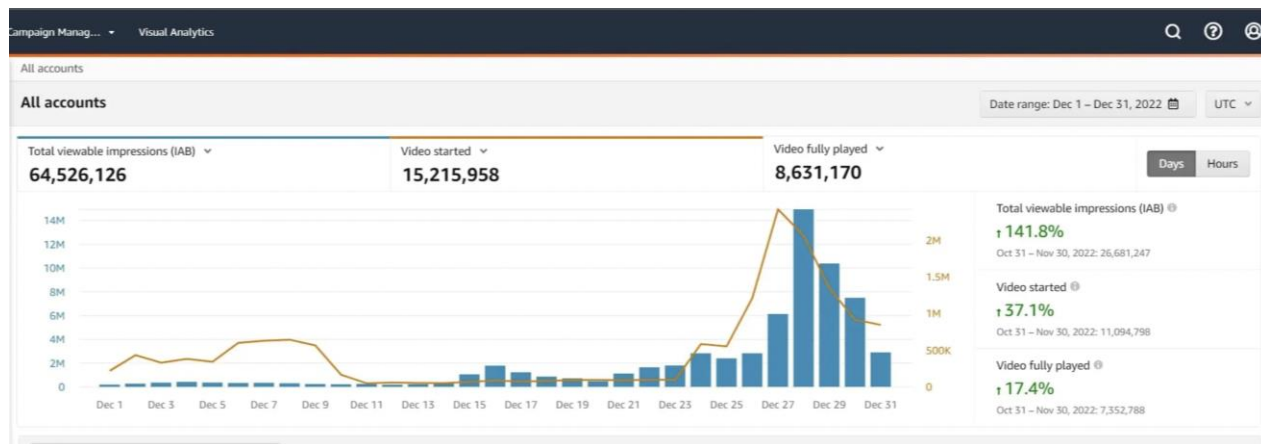 Campaign Manag... Visual Analytics
All accounts
All accounts
Date range: Dec 1 – Dec 31, 2022 UTC
Total viewable impressions (IAB)
64,526,126
Video started
15,215,958
Video fully played
8,631,170
Days Hours
14M
12M
10M
8M
6M
4M
2M
0
2M
1.5M
1M
500K
0
Dec 1 Dec 3 Dec 5 Dec 7 Dec 9 Dec 11 Dec 13 Dec 15 Dec 17 Dec 19 Dec 21 Dec 23 Dec 25 Dec 27 Dec 29 Dec 31
Total viewable impressions (IAB)
↑ 141.8%
Oct 31 – Nov 30, 2022: 26,681,247
Video started
↑ 37.1%
Oct 31 – Nov 30, 2022: 11,094,798
Video fully played
↑ 17.4%
Oct 31 – Nov 30, 2022: 7,352,788